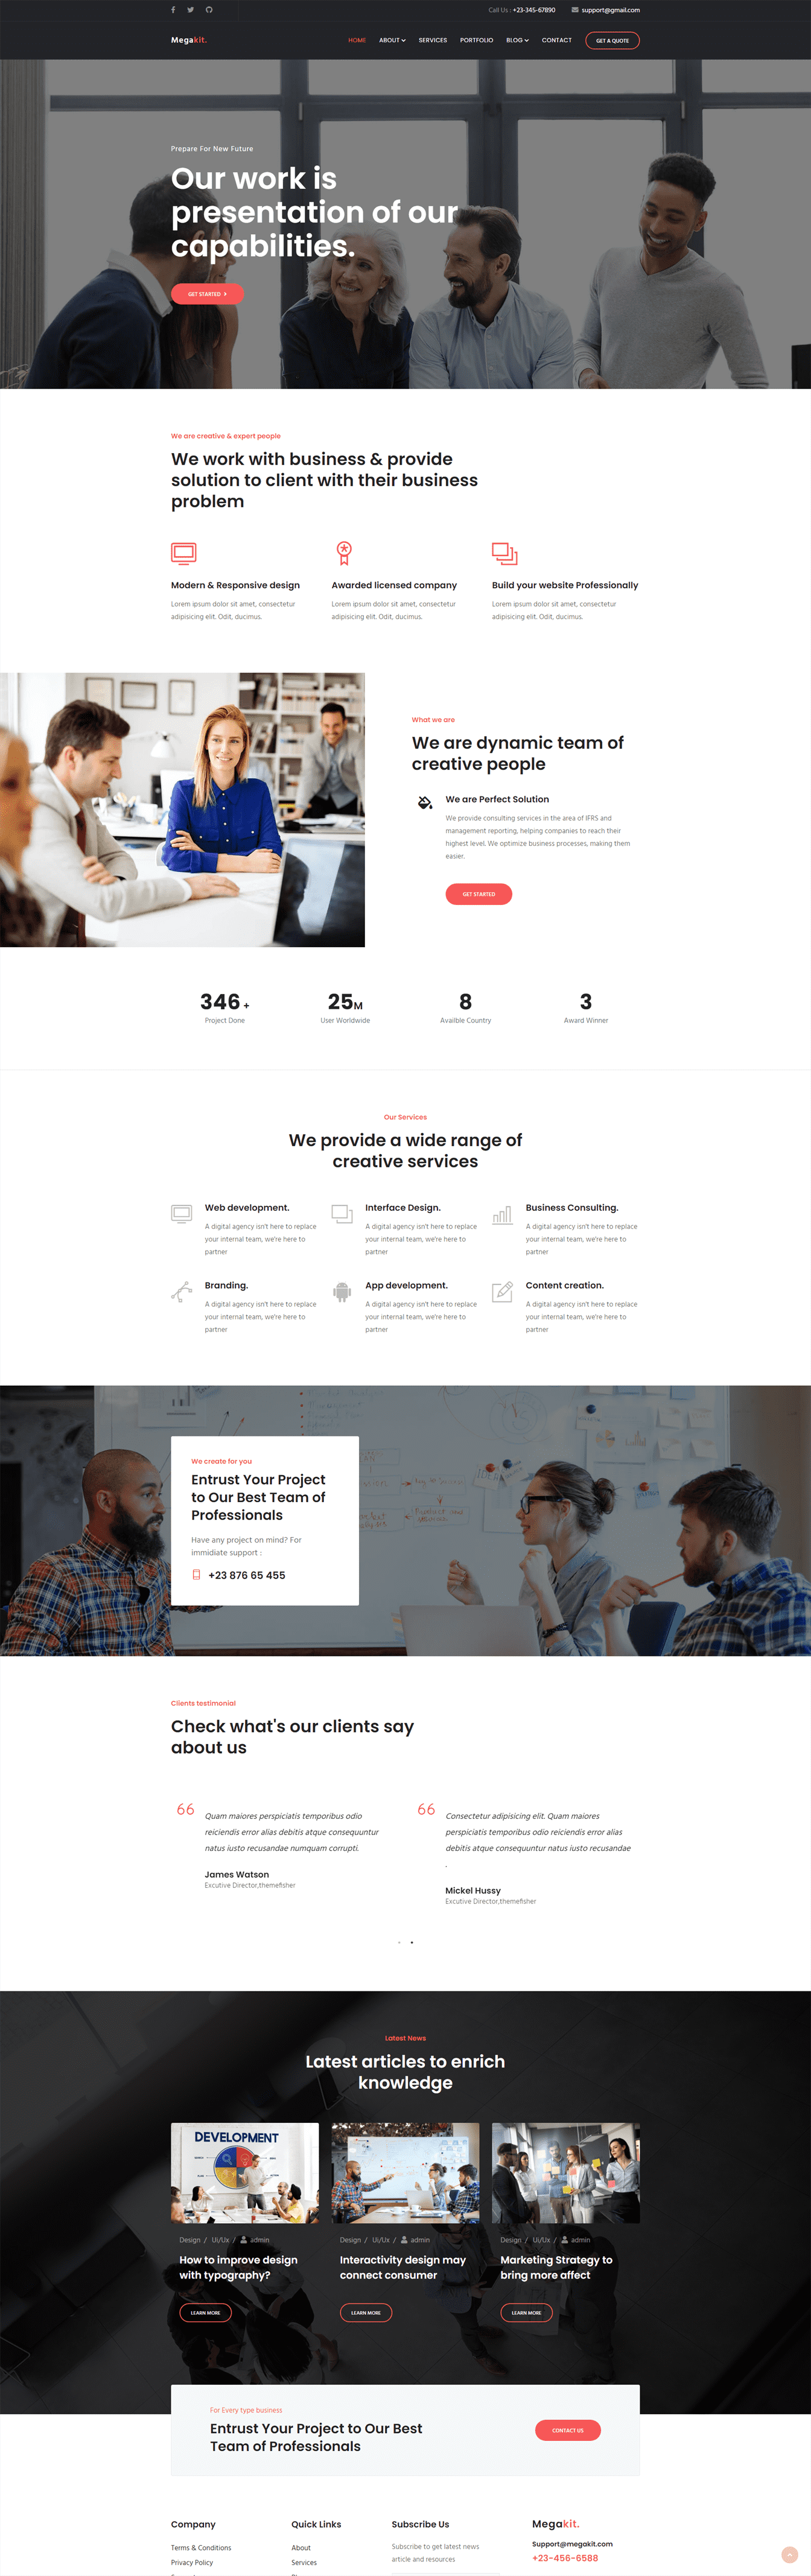 Call Us : +23-345-67890 support@gmail.com
Megakit.
HOME ABOUT SERVICES PORTFOLIO BLOG CONTACT GET A QUOTE
Prepare For New Future
Our work is
presentation of our
capabilities.
GET STARTED
We are creative & expert people
We work with business & provide
solution to client with their business
problem
Modern & Responsive design
Lorem ipsum dolor sit amet, consectetur
adipisicing elit. Odit, ducimus.
Awarded licensed company
Lorem ipsum dolor sit amet, consectetur
adipisicing elit. Odit, ducimus.
Build your website Professionally
Lorem ipsum dolor sit amet, consectetur
adipisicing elit. Odit, ducimus.
What we are
We are dynamic team of
creative people
We are Perfect Solution
We provide consulting services in the area of IFRS and
management reporting, helping companies to reach their
highest level. We optimize business processes, making them
easier.
GET STARTED
346 +
Project Done
25M
User Worldwide
8
Availble Country
3
Award Winner
Our Services
We provide a wide range of
creative services
Web development.
A digital agency isn't here to replace
your internal team, we're here to
partner
Interface Design.
A digital agency isn't here to replace
your internal team, we're here to
partner
Business Consulting.
A digital agency isn't here to replace
your internal team, we're here to
partner
Branding.
A digital agency isn't here to replace
your internal team, we're here to
partner
App development.
A digital agency isn't here to replace
your internal team, we're here to
partner
Content creation.
A digital agency isn't here to replace
your internal team, we're here to
partner
We create for you
Entrust Your Project
to Our Best Team of
Professionals
Have any project on mind? For
immidiate support :
+23 876 65 455
IDEA
Clients testimonial
Check what's our clients say
about us
Quam maiores perspiciatis temporibus odio
reiciendis error alias debitis atque consequuntur
natus iusto recusandae numquam corrupti.
James Watson
Excutive Director,themefisher
Consectetur adipisicing elit. Quam maiores
perspiciatis temporibus odio reiciendis error alias
debitis atque consequuntur natus iusto recusandae
.
Mickel Hussy
Excutive Director,themefisher
Latest News
Latest articles to enrich
knowledge
DEVELOPMENT
Design / Ui/Ux / admin
How to improve design
with typography?
LEARN MORE
Design / Ui/Ux / admin
Interactivity design may
connect consumer
LEARN MORE
Design / Ui/Ux / admin
Marketing Strategy to
bring more affect
LEARN MORE
For Every type business
Entrust Your Project to Our Best
Team of Professionals
CONTACT US
Company
Terms & Conditions
Privacy Policy
Quick Links
About
Services
Subscribe Us
Subscribe to get latest news
article and resources
Megakit.
Support@megakit.com
+23-456-6588